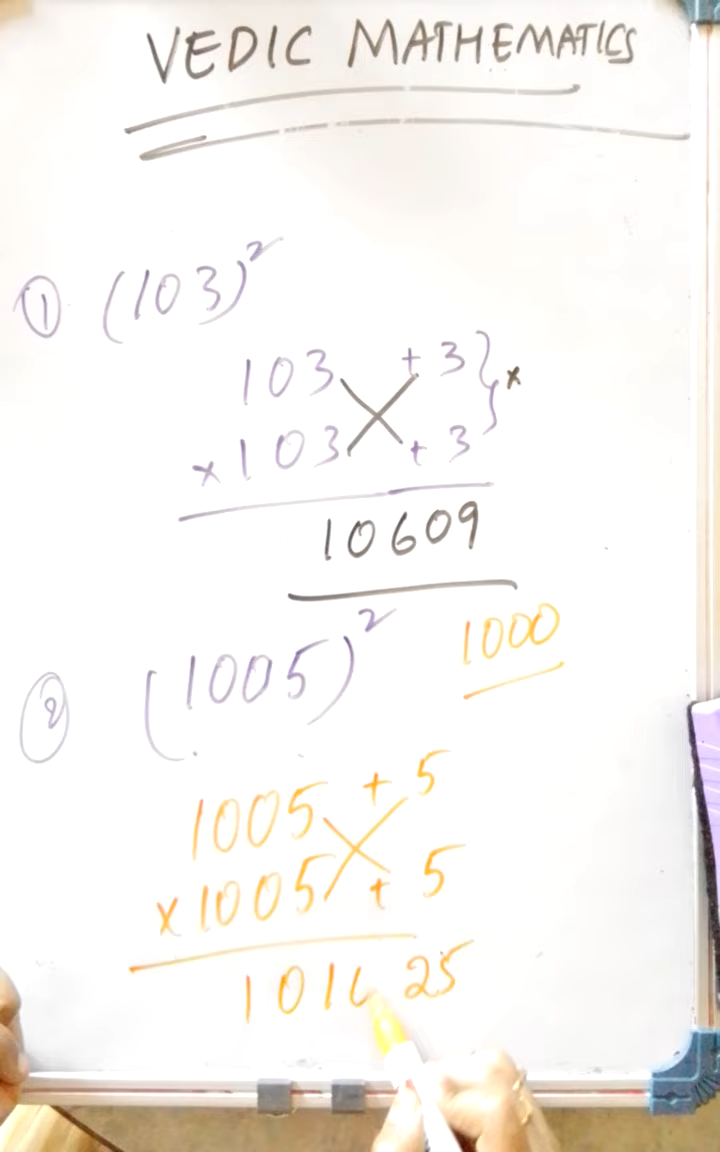 VEDIC MATHEMATICS
① (103)²
103 + 3 } ×
× 103 + 3
10609
② (1005)² 1000
1005 + 5
× 1005 + 5
101 25